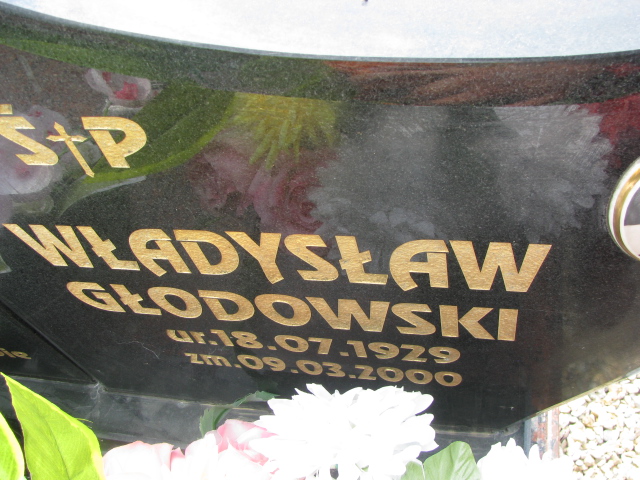 Ś†P
WŁADYSŁAW
GŁODOWSKI
ur.18.07.1929
zm.09.03.2000